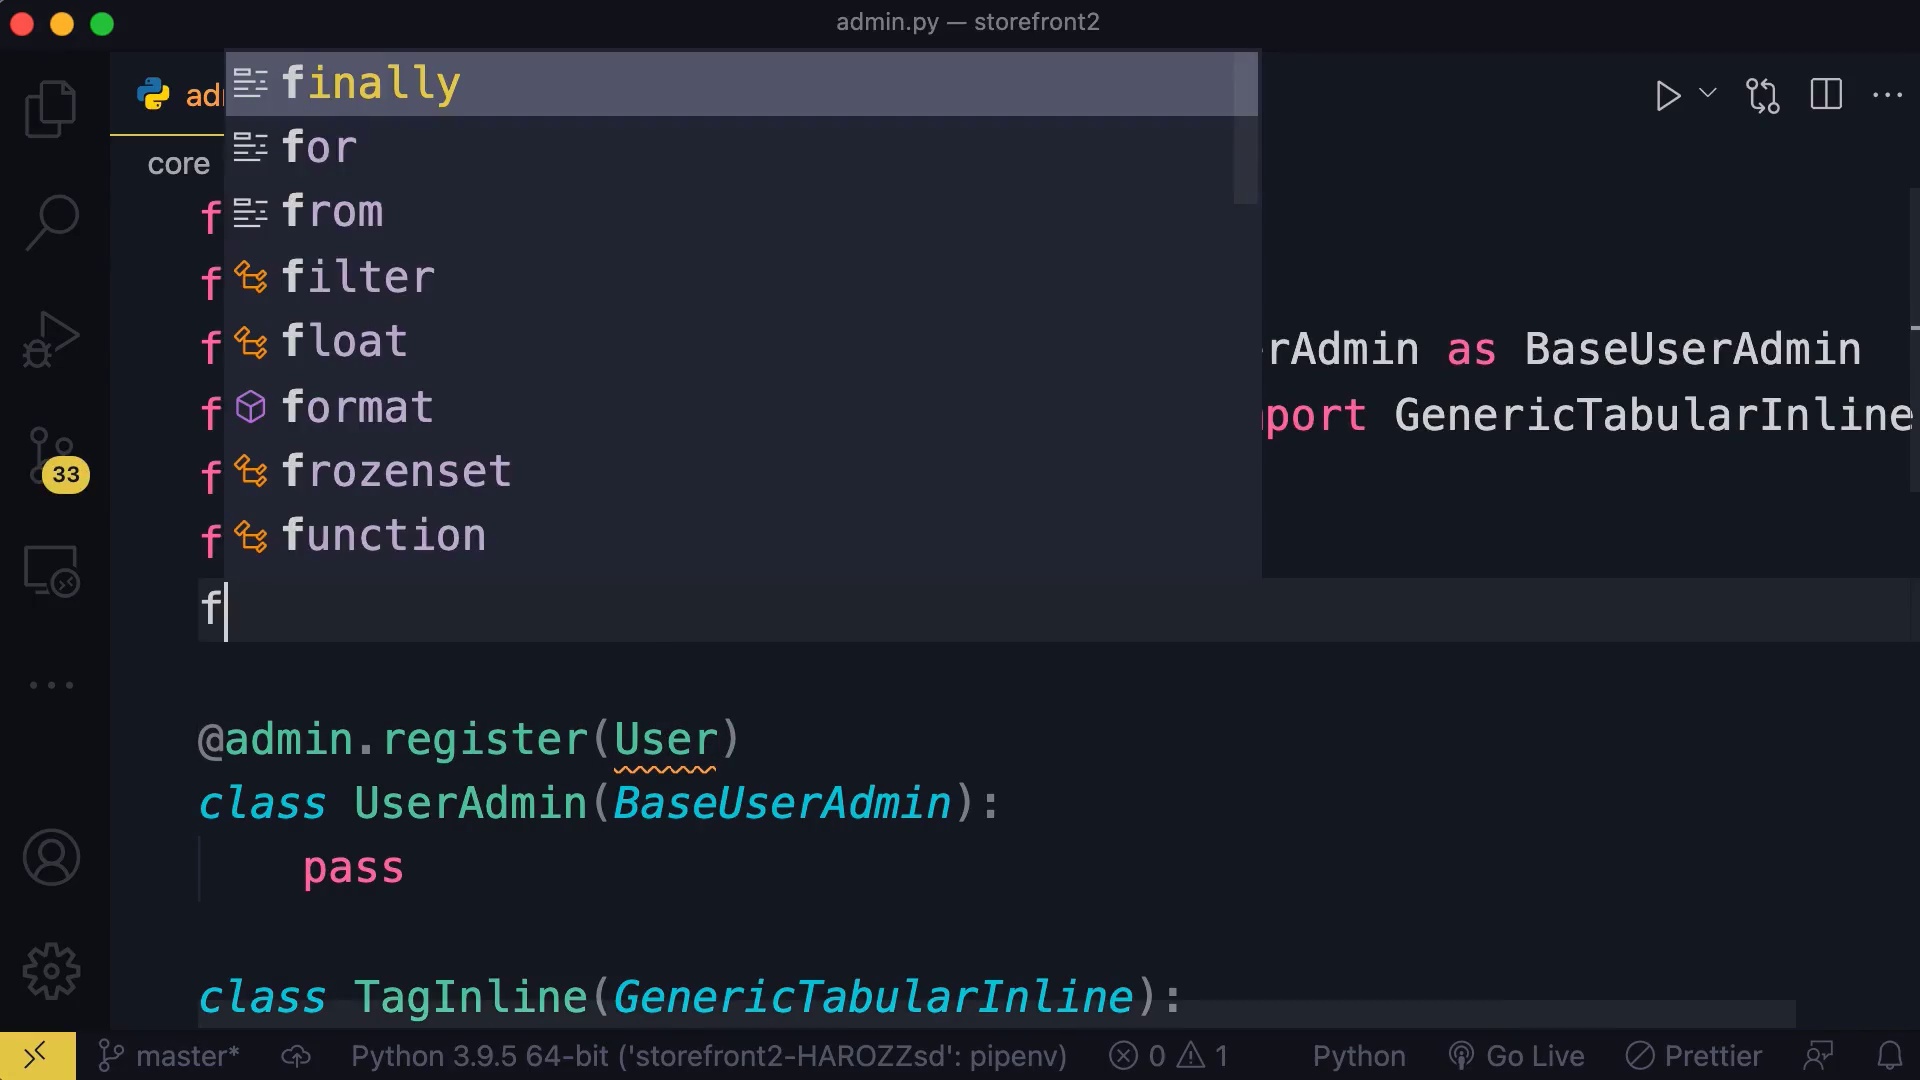 admin.py — storefront2
finally
for
from
filter
float
format
frozenset
function
core
f
f
f
rAdmin as BaseUserAdmin
f
port GenericTabularInline
f
f
f
@admin.register(User)
class UserAdmin(BaseUserAdmin):
pass
class TagInline(GenericTabularInline):
33
master*
Python 3.9.5 64-bit ('storefront2-HAROZZsd': pipenv)
0
1
Python
Go Live
Prettier